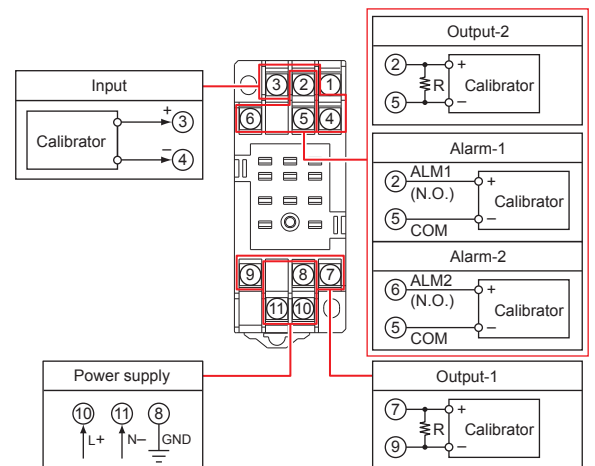 Input
Calibrator
+
3
−
4
3 2 1
6 5 4
9 8 7
11 10
Power supply
10 11 8
L+ N− GND
Output-2
2
+
R
Calibrator
5
−
Alarm-1
2 ALM1
(N.O.)
+
Calibrator
5
−
COM
Alarm-2
6 ALM2
(N.O.)
+
Calibrator
5
−
COM
Output-1
7
+
R
Calibrator
9
−